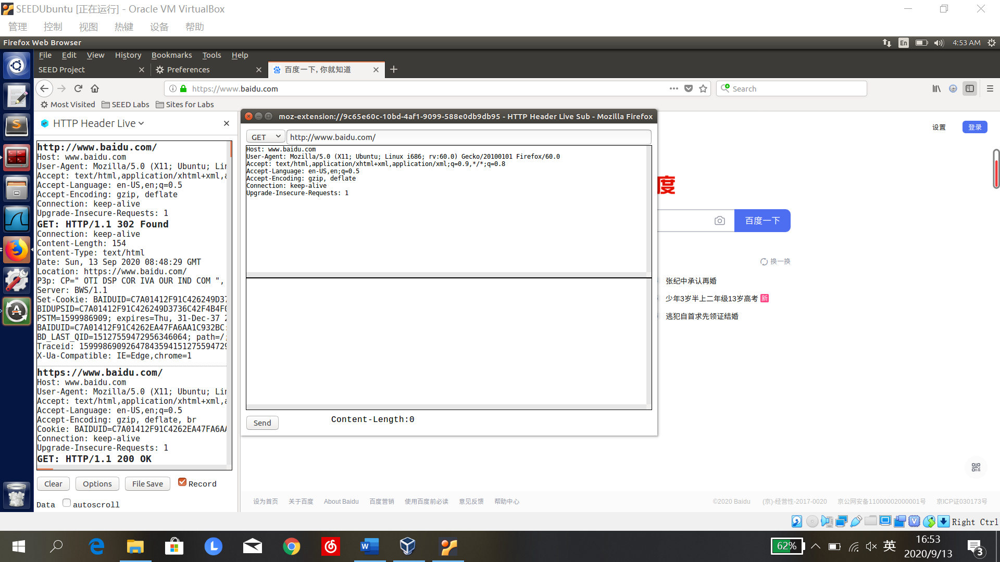 SEEDUbuntu [正在运行] - Oracle VM VirtualBox
管理 控制 视图 热键 设备 帮助
Firefox Web Browser
En 4:53 AM
File Edit View History Bookmarks Tools Help
SEED Project Preferences 百度一下,你就知道
https://www.baidu.com Search
Most Visited SEED Labs Sites for Labs
HTTP Header Live
http://www.baidu.com/
Host: www.baidu.com
User-Agent: Mozilla/5.0 (X11; Ubuntu; Lin
Accept: text/html,application/xhtml+xml,a
Accept-Language: en-US,en;q=0.5
Accept-Encoding: gzip, deflate
Connection: keep-alive
Upgrade-Insecure-Requests: 1
GET: HTTP/1.1 302 Found
Connection: keep-alive
Content-Length: 154
Content-Type: text/html
Date: Sun, 13 Sep 2020 08:48:29 GMT
Location: https://www.baidu.com/
P3p: CP=" OTI DSP COR IVA OUR IND COM ",
Server: BWS/1.1
Set-Cookie: BAIDUID=C7A01412F91C426249D37
BIDUPSID=C7A01412F91C426249D3736C42F4B4F0
PSTM=1599986909; expires=Thu, 31-Dec-37 2
BAIDUID=C7A01412F91C4262EA47FA6AA1C932BC:
BD_LAST_QID=15127559472956346064; path=/;
Traceid: 15999869092647843594151275594729
X-Ua-Compatible: IE=Edge,chrome=1
https://www.baidu.com/
Host: www.baidu.com
User-Agent: Mozilla/5.0 (X11; Ubuntu; Lin
Accept: text/html,application/xhtml+xml,a
Accept-Language: en-US,en;q=0.5
Accept-Encoding: gzip, deflate, br
Cookie: BAIDUID=C7A01412F91C4262EA47FA6AA
Connection: keep-alive
Upgrade-Insecure-Requests: 1
GET: HTTP/1.1 200 OK
Clear Options File Save Record
Data autoscroll
moz-extension://9c65e60c-10bd-4af1-9099-588e0db9db95 - HTTP Header Live Sub - Mozilla Firefox
GET http://www.baidu.com/
Host: www.baidu.com
User-Agent: Mozilla/5.0 (X11; Ubuntu; Linux i686; rv:60.0) Gecko/20100101 Firefox/60.0
Accept: text/html,application/xhtml+xml,application/xml;q=0.9,*/*;q=0.8
Accept-Language: en-US,en;q=0.5
Accept-Encoding: gzip, deflate
Connection: keep-alive
Upgrade-Insecure-Requests: 1
Send Content-Length:0
设置 登录
度
百度一下
换一换
张纪中承认再婚
少年3岁半上二年级13岁高考 新
逃犯自首求先领证结婚
设为首页 关于百度 About Baidu 百度营销 使用百度前必读 意见反馈 帮助中心 ©2020 Baidu (京)-经营性-2017-0020 京公网安备11000002000001号 京ICP证030173号
Right Ctrl
62% 英 16:53
2020/9/13
3